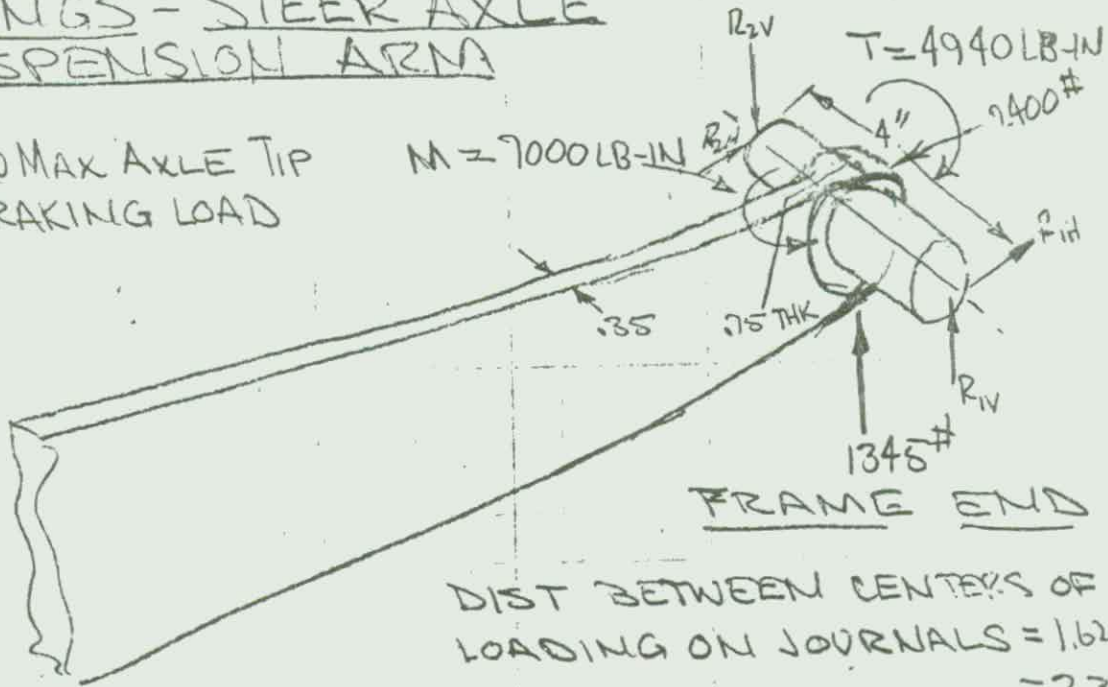 NGS - STEER AXLE
SPENSION ARM
MAX AXLE TIP
RAKING LOAD
M = 7000 LB-IN
R2V
R2H
T = 4940 LB-IN
4"
2400#
R1H
.35
.75 THK
R1V
1345#
FRAME END
DIST BETWEEN CENTERS OF
LOADING ON JOURNALS = 1.62